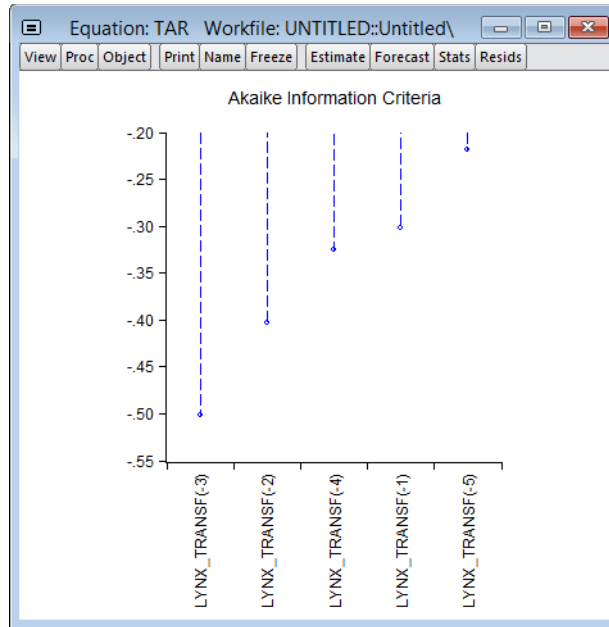 Equation: TAR Workfile: UNTITLED::Untitled\
View Proc Object Print Name Freeze Estimate Forecast Stats Resids
Akaike Information Criteria
-.20
-.25
-.30
-.35
-.40
-.45
-.50
-.55
LYNX_TRANSF(-3)
LYNX_TRANSF(-2)
LYNX_TRANSF(-4)
LYNX_TRANSF(-1)
LYNX_TRANSF(-5)